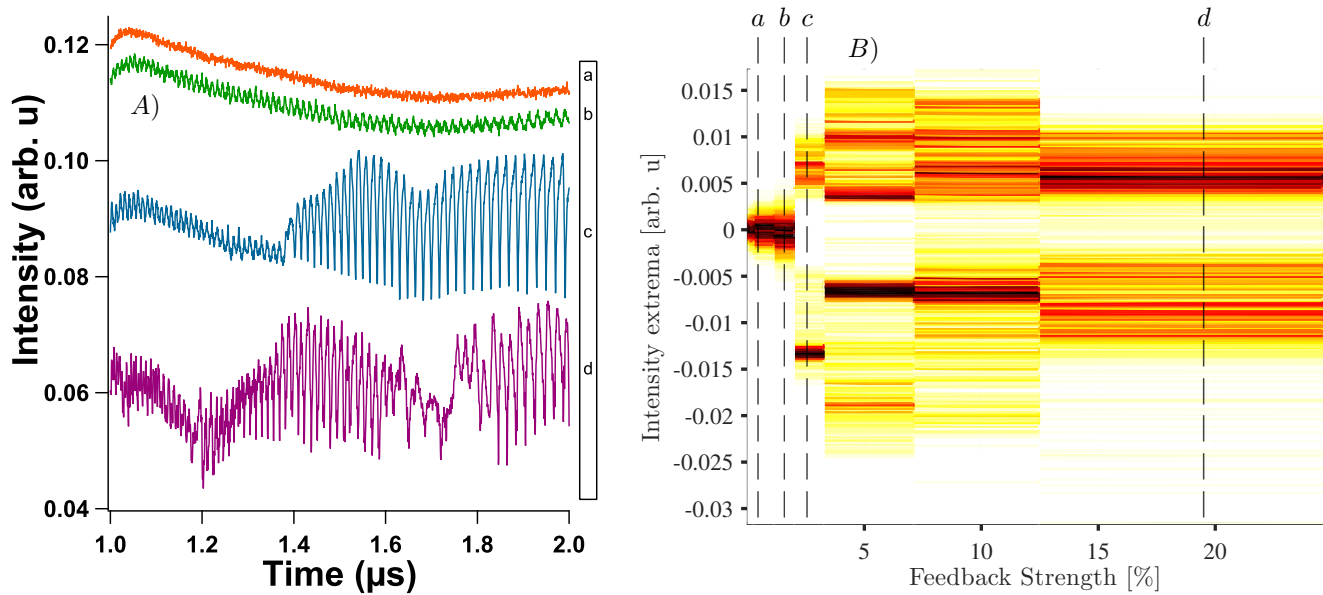 Intensity (arb. u)
0.12
0.10
0.08
0.06
0.04
A)
a
b
c
d
1.0 1.2 1.4 1.6 1.8 2.0
Time (µs)
a b c d
B)
Intensity extrema [arb. u]
0.015
0.01
0.005
0
-0.005
-0.01
-0.015
-0.02
-0.025
-0.03
5 10 15 20
Feedback Strength [%]